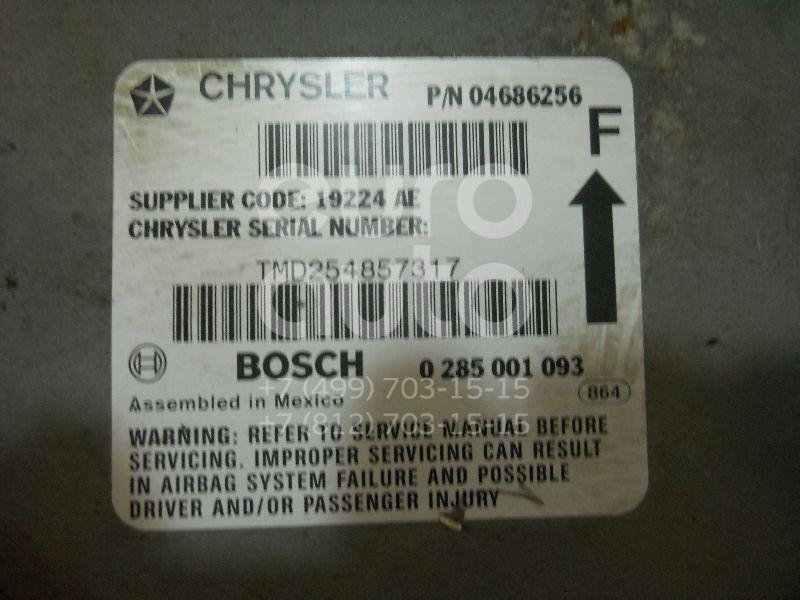 CHRYSLER P/N 04686256
F
SUPPLIER CODE: 19224 AE
CHRYSLER SERIAL NUMBER:
TMD254857317
BOSCH 0 285 001 093
Assembled in Mexico 864
WARNING: REFER TO SERVICE MANUAL BEFORE
SERVICING. IMPROPER SERVICING CAN RESULT
IN AIRBAG SYSTEM FAILURE AND POSSIBLE
DRIVER AND/OR PASSENGER INJURY
euro
auto
+7 (499) 703-15-15
+7 (812) 703-15-15